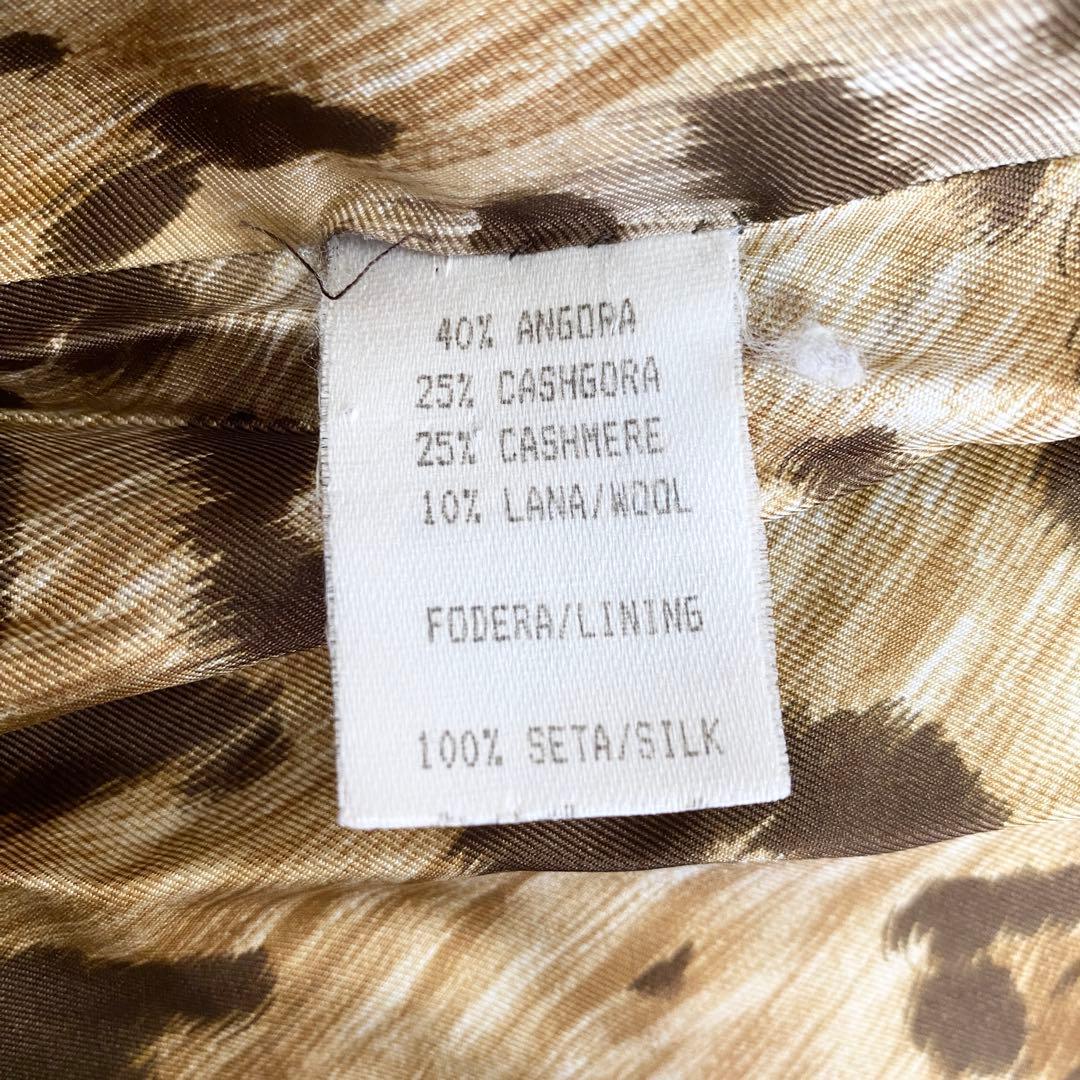 40% ANGORA
25% CASHGORA
25% CASHMERE
10% LANA/WOOL
FODERA/LINING
100% SETA/SILK